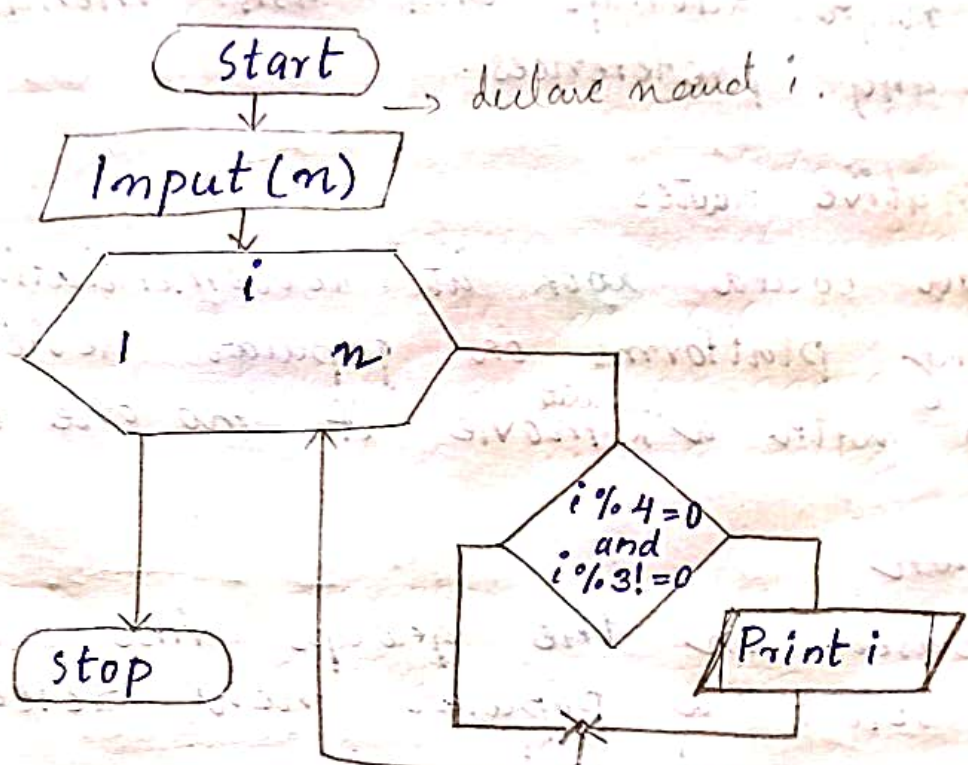 Start
→ declare n and i.
Input (n)
i
1 n
i % 4 = 0
and
i % 3! = 0
Print i
Stop